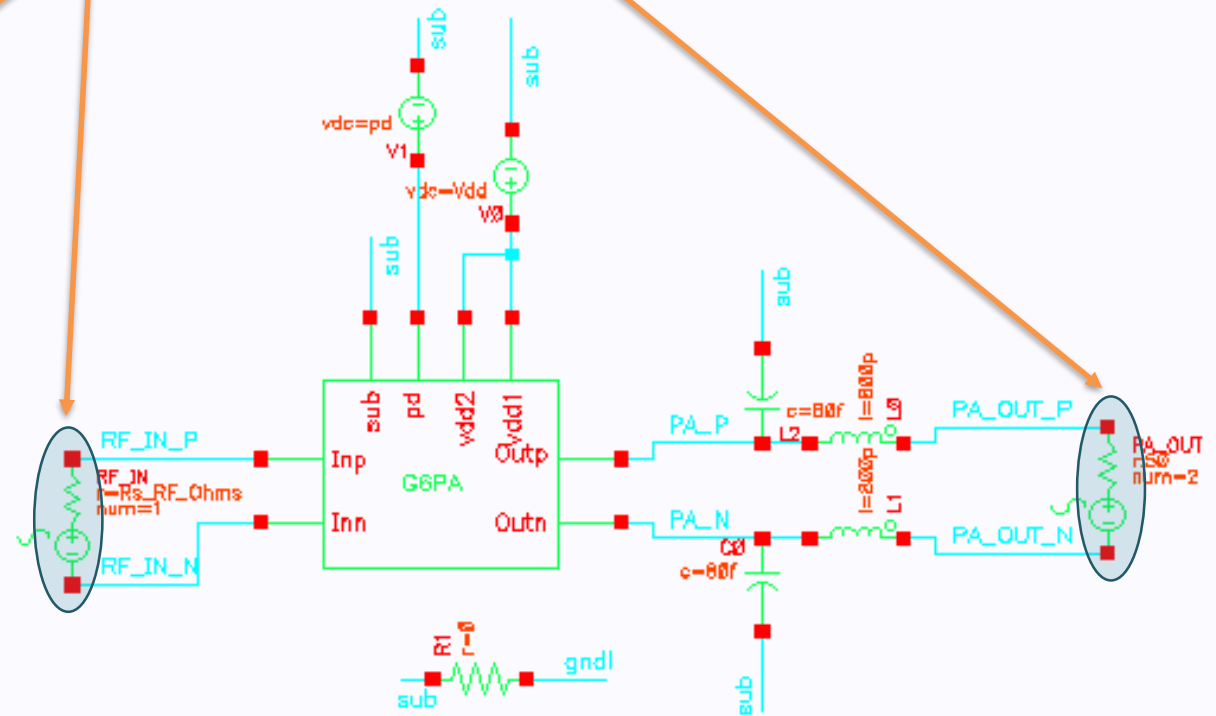 sub
sub
vdc=pd
V1
vdc=Vdd
V0
sub
sub
l=800p
L9
RF_IN_P
sub
pd
vdd2
vdd1
PA_P
c=80f
L2
PA_OUT_P
RF_IN
r=Rs_RF_Ohms
num=1
Inp
Outp
G6PA
l=800p
PA_OUT
r=50
num=2
Inn
Outn
PA_N
L1
PA_OUT_N
RF_IN_N
C0
c=80f
R1
r=0
sub
gnd!
sub